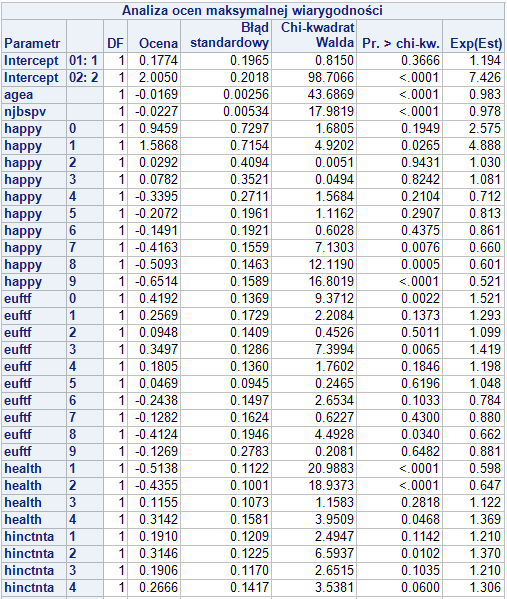 Analiza ocen maksymalnej wiarygodności
Parametr DF Ocena Błąd standardowy Chi-kwadrat Walda Pr. > chi-kw. Exp(Est)
Intercept 01: 1 1 0.1774 0.1965 0.8150 0.3666 1.194
Intercept 02: 2 1 2.0050 0.2018 98.7066 <.0001 7.426
agea 1 -0.0169 0.00256 43.6869 <.0001 0.983
njbspv 1 -0.0227 0.00534 17.9819 <.0001 0.978
happy 0 1 0.9459 0.7297 1.6805 0.1949 2.575
happy 1 1 1.5868 0.7154 4.9202 0.0265 4.888
happy 2 1 0.0292 0.4094 0.0051 0.9431 1.030
happy 3 1 0.0782 0.3521 0.0494 0.8242 1.081
happy 4 1 -0.3395 0.2711 1.5684 0.2104 0.712
happy 5 1 -0.2072 0.1961 1.1162 0.2907 0.813
happy 6 1 -0.1491 0.1921 0.6028 0.4375 0.861
happy 7 1 -0.4163 0.1559 7.1303 0.0076 0.660
happy 8 1 -0.5093 0.1463 12.1190 0.0005 0.601
happy 9 1 -0.6514 0.1589 16.8019 <.0001 0.521
euftf 0 1 0.4192 0.1369 9.3712 0.0022 1.521
euftf 1 1 0.2569 0.1729 2.2084 0.1373 1.293
euftf 2 1 0.0948 0.1409 0.4526 0.5011 1.099
euftf 3 1 0.3497 0.1286 7.3994 0.0065 1.419
euftf 4 1 0.1805 0.1360 1.7602 0.1846 1.198
euftf 5 1 0.0469 0.0945 0.2465 0.6196 1.048
euftf 6 1 -0.2438 0.1497 2.6534 0.1033 0.784
euftf 7 1 -0.1282 0.1624 0.6227 0.4300 0.880
euftf 8 1 -0.4124 0.1946 4.4928 0.0340 0.662
euftf 9 1 -0.1269 0.2783 0.2081 0.6482 0.881
health 1 1 -0.5138 0.1122 20.9883 <.0001 0.598
health 2 1 -0.4355 0.1001 18.9373 <.0001 0.647
health 3 1 0.1155 0.1073 1.1583 0.2818 1.122
health 4 1 0.3142 0.1581 3.9509 0.0468 1.369
hinctnta 1 1 0.1910 0.1209 2.4947 0.1142 1.210
hinctnta 2 1 0.3146 0.1225 6.5937 0.0102 1.370
hinctnta 3 1 0.1906 0.1170 2.6515 0.1035 1.210
hinctnta 4 1 0.2666 0.1417 3.5381 0.0600 1.306